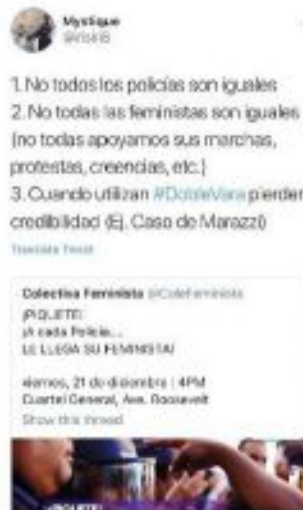 Mystique
1. No todos los policías son iguales
2. No todas las feministas son iguales
(no todas apoyamos sus marchas,
protestas, creencias, etc.)
3. Cuando utilizan #DobleVara pierden
credibilidad (Ej. Caso de Marazzi)
Translate Tweet
Colectiva Feminista @ColeFeminista
¡PIQUETE!
¡A cada Policía...
LE LLEGA SU FEMINISTA!
viernes, 21 de diciembre | 4PM
Cuartel General, Ave. Roosevelt
Show this thread
¡PIQUETE!